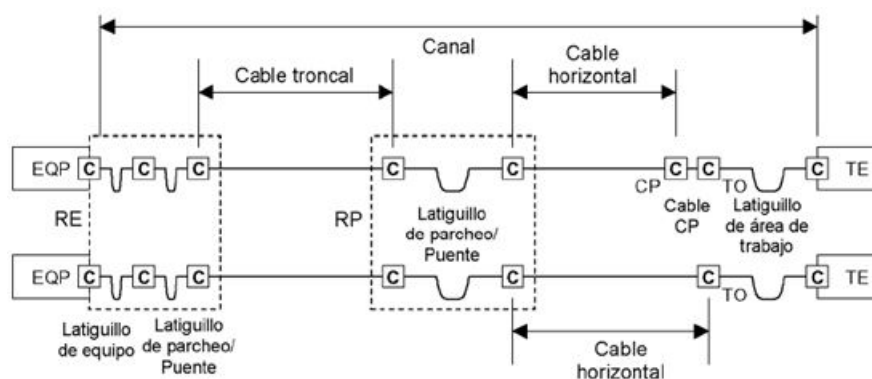 Canal
Cable troncal
Cable
horizontal
EQP C C C C C C C C TE
CP TO
RE RP
Latiguillo
de parcheo/
Puente
Cable
CP
Latiguillo
de área de
trabajo
EQP C C C C C C C TE
TO
Latiguillo
de equipo
Latiguillo
de parcheo/
Puente
Cable
horizontal